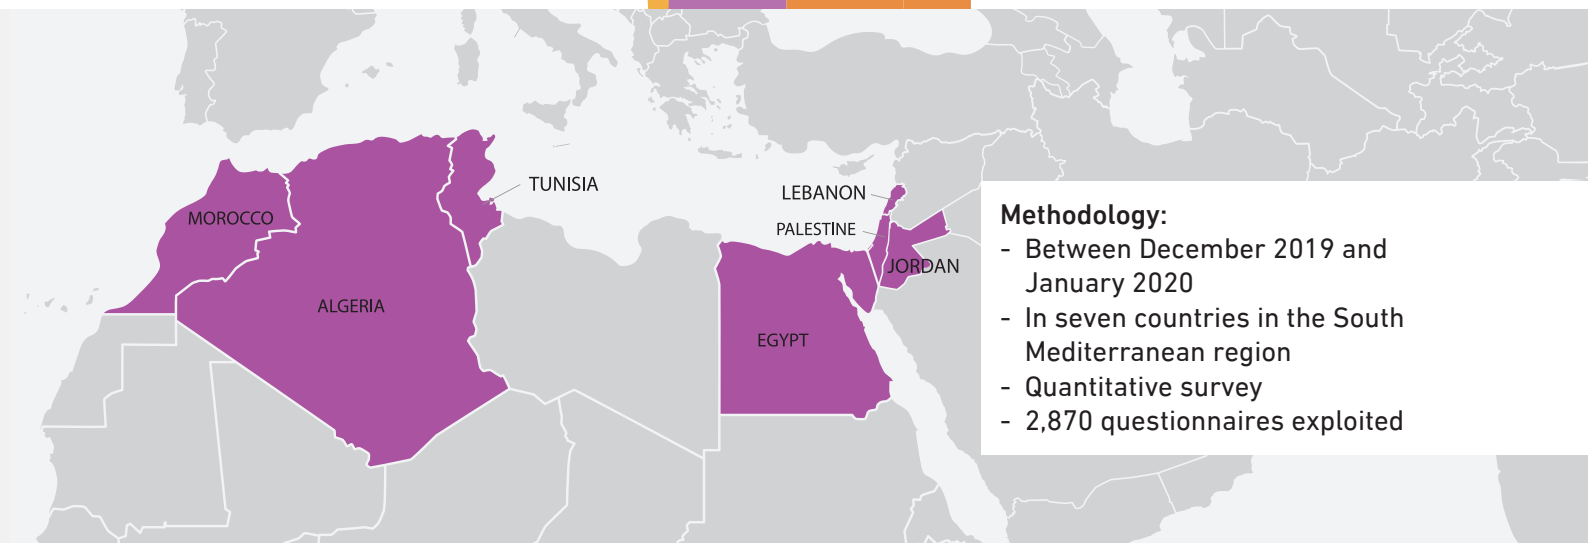 TUNISIA
LEBANON
MOROCCO
PALESTINE
JORDAN
ALGERIA
EGYPT
Methodology:
- Between December 2019 and
January 2020
- In seven countries in the South
Mediterranean region
- Quantitative survey
- 2,870 questionnaires exploited